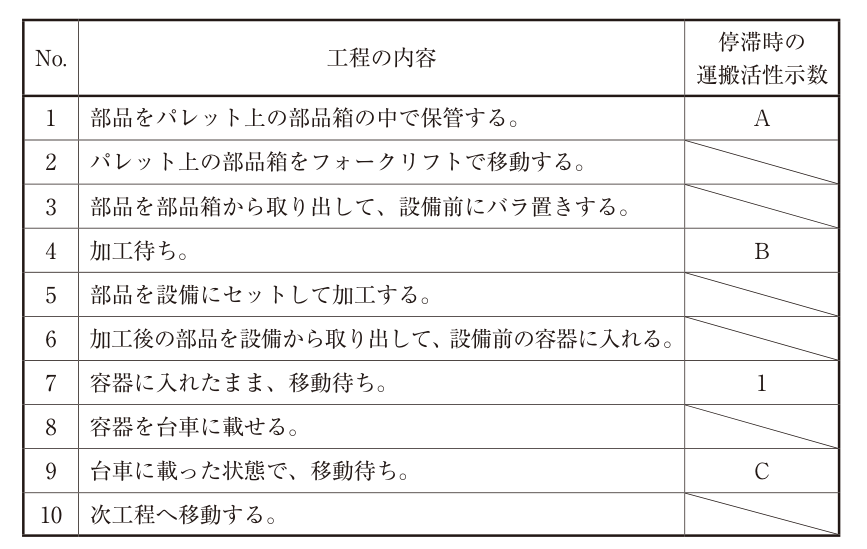 No. 工程の内容 停滞時の
運搬活性示数
1 部品をパレット上の部品箱の中で保管する。 A
2 パレット上の部品箱をフォークリフトで移動する。
3 部品を部品箱から取り出して、設備前にバラ置きする。
4 加工待ち。 B
5 部品を設備にセットして加工する。
6 加工後の部品を設備から取り出して、設備前の容器に入れる。
7 容器に入れたまま、移動待ち。 1
8 容器を台車に載せる。
9 台車に載った状態で、移動待ち。 C
10 次工程へ移動する。